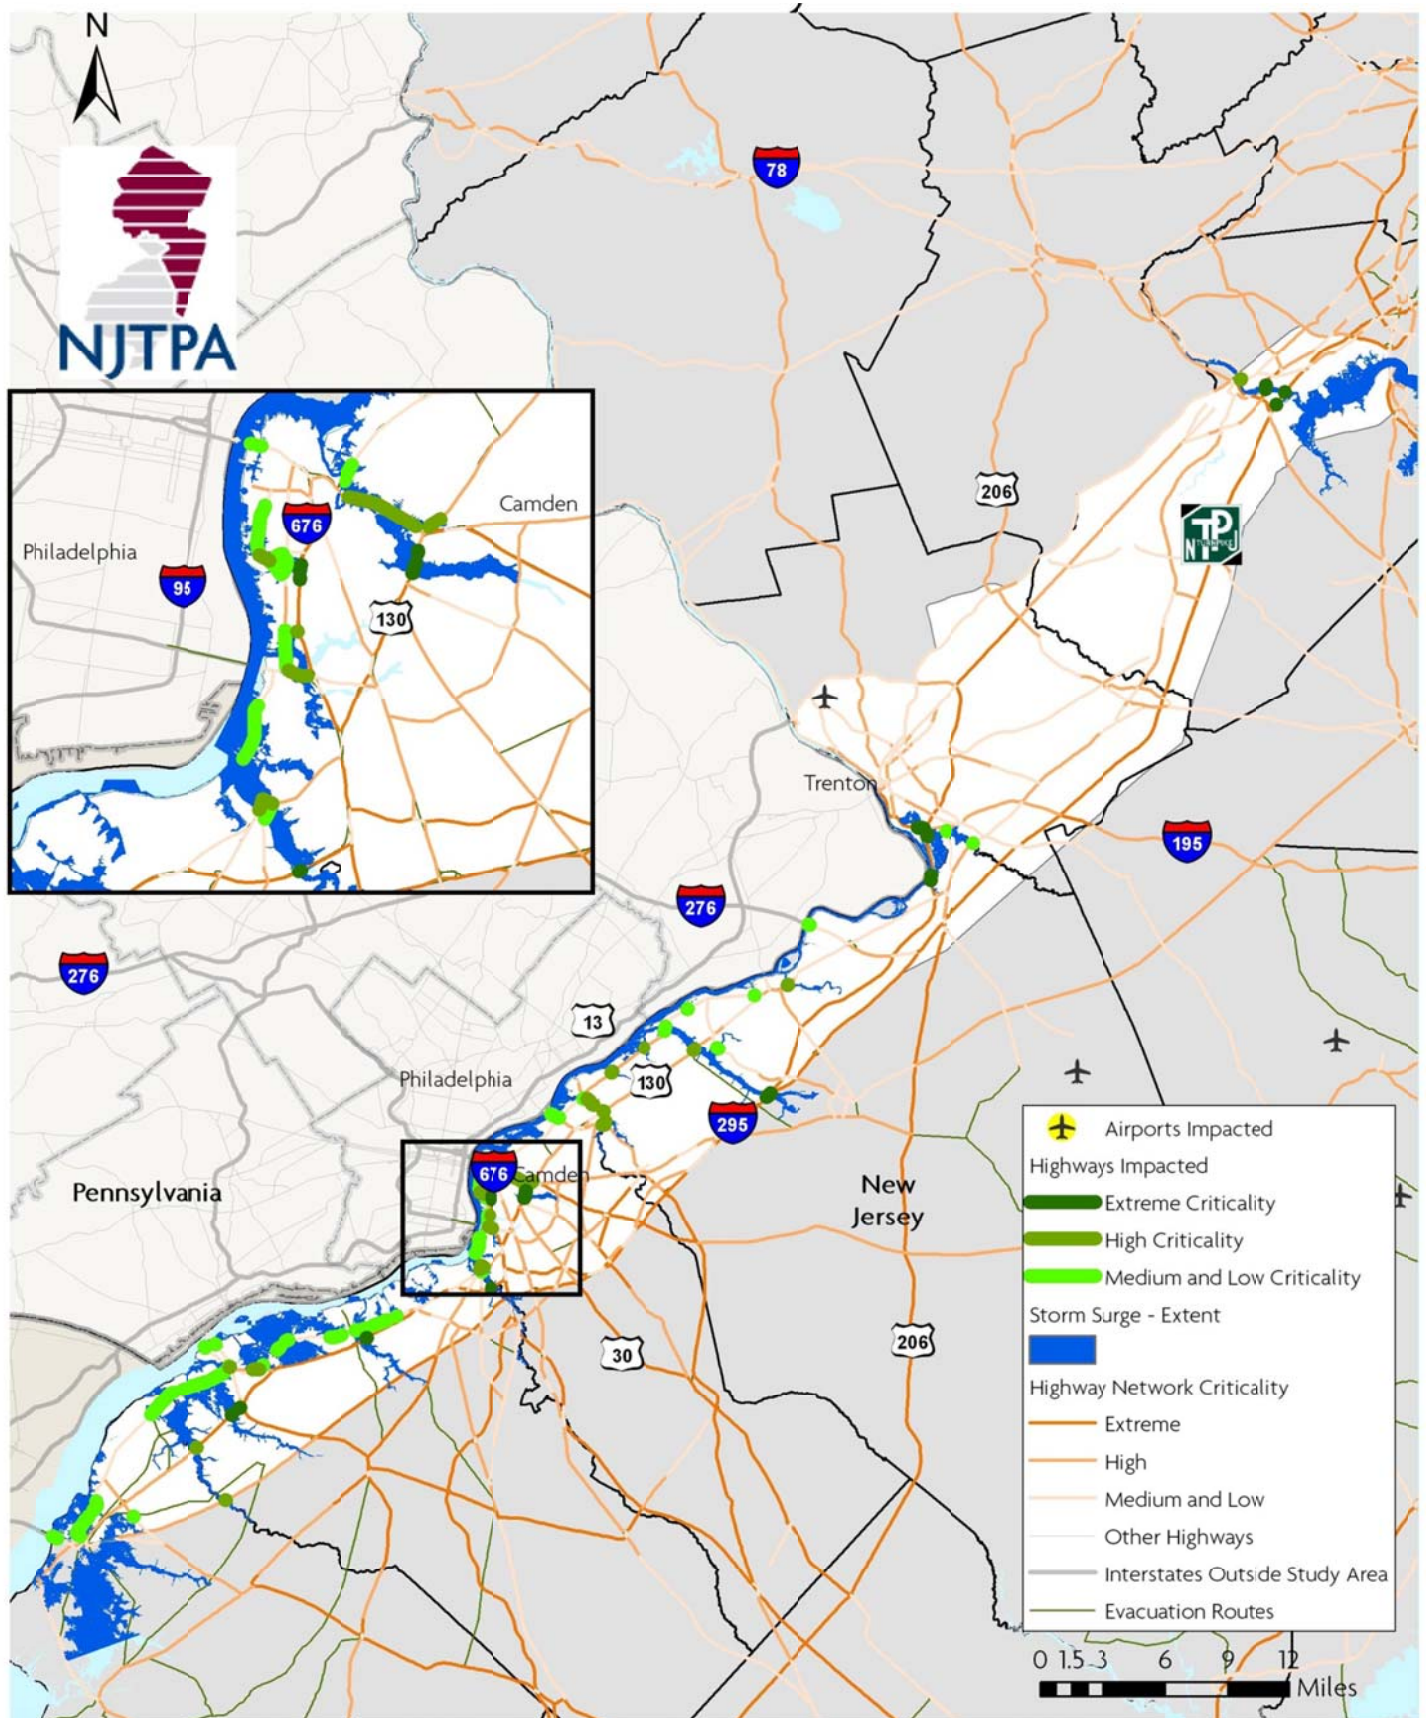 N
NJTPA
78
206
Camden
676
Philadelphia
95
130
TP
Trenton
195
276
276
13
Philadelphia
130
295
676
Camden
Pennsylvania
New
Jersey
30
206
Airports Impacted
Highways Impacted
Extreme Criticality
High Criticality
Medium and Low Criticality
Storm Surge - Extent
Highway Network Criticality
Extreme
High
Medium and Low
Other Highways
Interstates Outside Study Area
Evacuation Routes
0 1.5 3 6 9 12
Miles